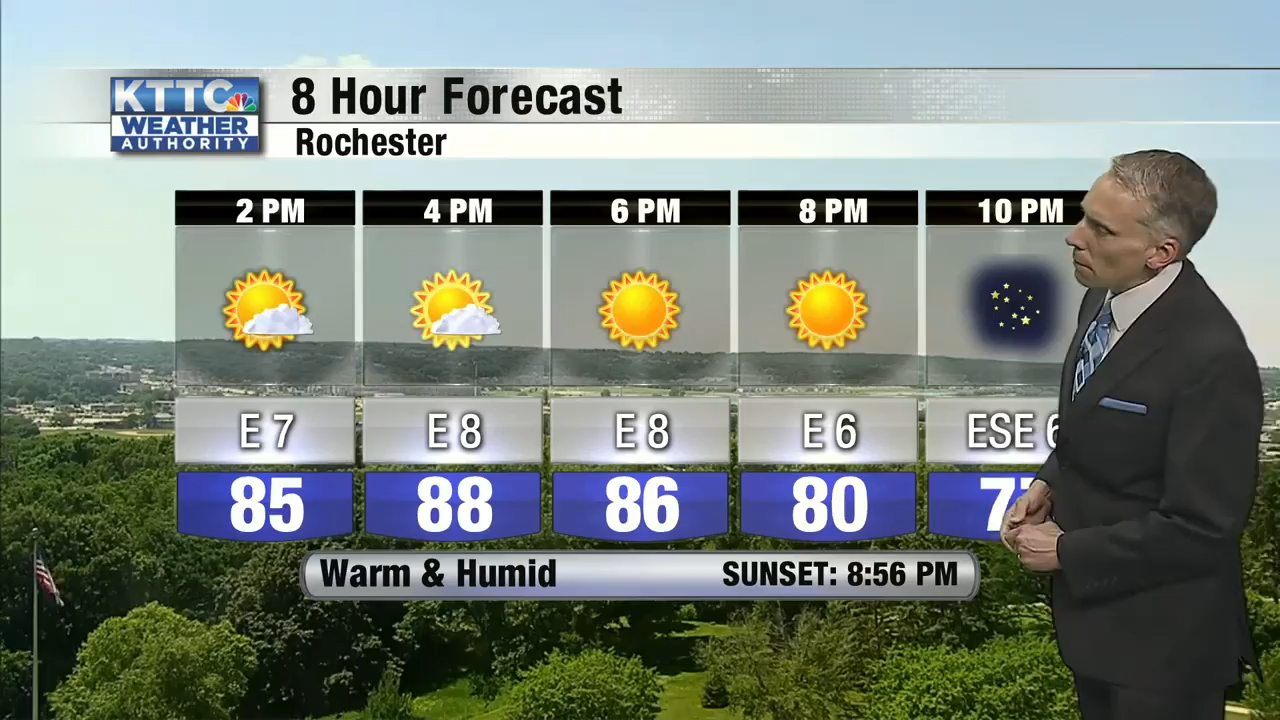 KTTC
WEATHER
AUTHORITY
8 Hour Forecast
Rochester
2 PM 4 PM 6 PM 8 PM 10 PM
E 7 E 8 E 8 E 6 ESE 6
85 88 86 80
Warm & Humid SUNSET: 8:56 PM